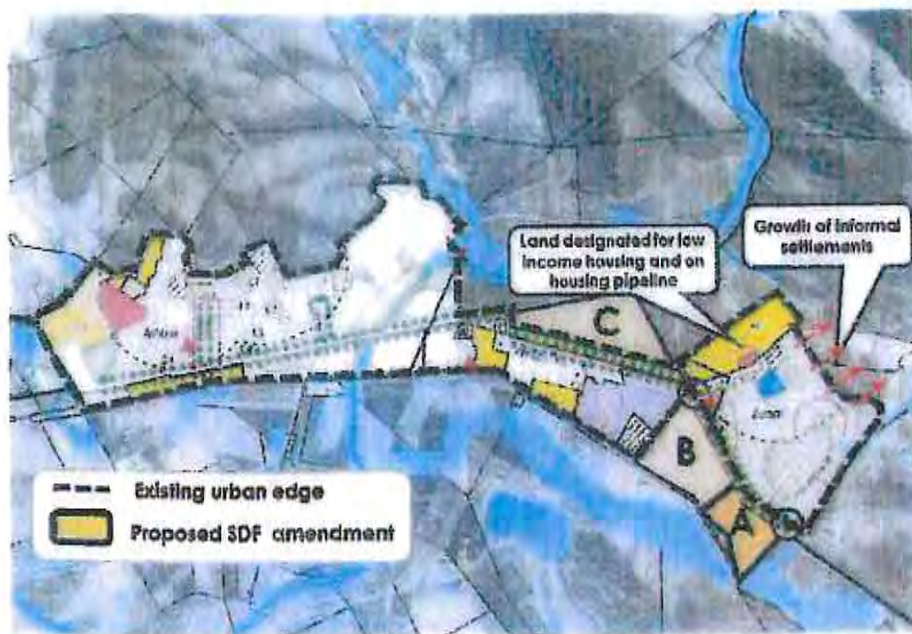 Growth of informal
settlements
Land designated for low
income housing and on
housing pipeline
C
Ashton
B
A
Existing urban edge
Proposed SDF amendment